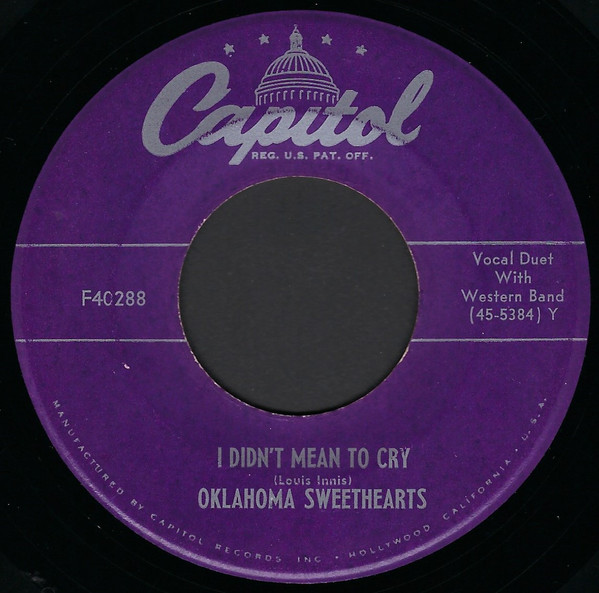 Capitol
REG. U.S. PAT. OFF.
F40288
Vocal Duet
With
Western Band
(45-5384) Y
I DIDN'T MEAN TO CRY
(Louis Innis)
OKLAHOMA SWEETHEARTS
MANUFACTURED BY CAPITOL RECORDS INC • HOLLYWOOD CALIFORNIA • U.S.A.